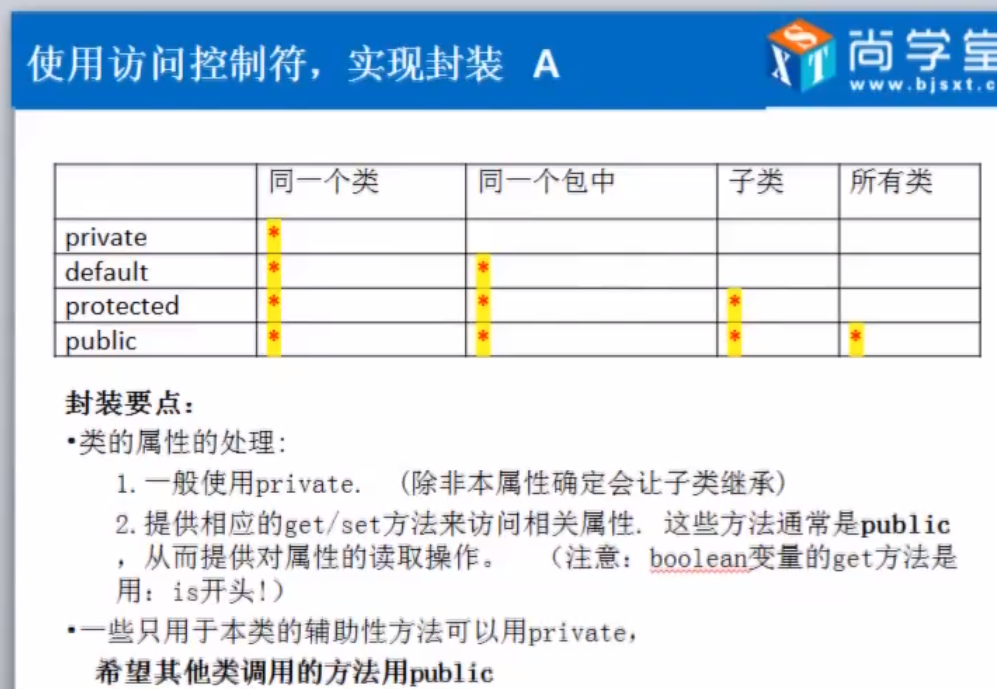 使用访问控制符，实现封装 A
XST 尚学堂
www.bjsxt.c
同一个类 同一个包中 子类 所有类
private *
default * *
protected * * *
public * * * *
封装要点：
•类的属性的处理:
1.一般使用private. (除非本属性确定会让子类继承)
2.提供相应的get/set方法来访问相关属性. 这些方法通常是public
，从而提供对属性的读取操作。 （注意：boolean变量的get方法是
用：is开头!）
•一些只用于本类的辅助性方法可以用private，
希望其他类调用的方法用public